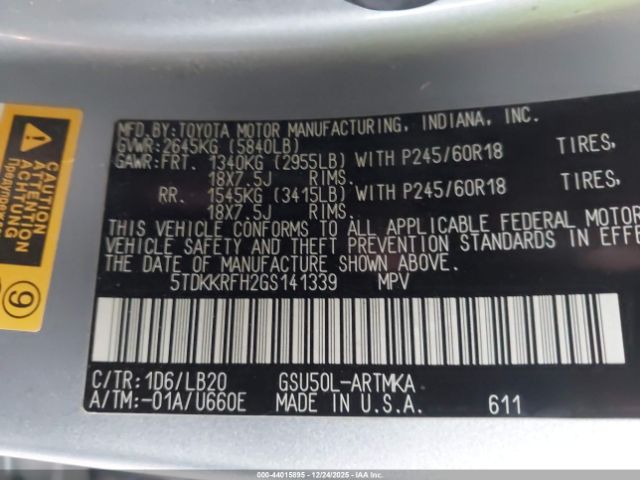 MFD.BY:TOYOTA MOTOR MANUFACTURING, INDIANA, INC.
GVWR:2645KG (5840LB)
GAWR:FRT. 1340KG (2955LB) WITH P245/60R18 TIRES,
18X7.5J RIMS.
RR. 1545KG (3415LB) WITH P245/60R18 TIRES,
18X7.5J RIMS.
THIS VEHICLE CONFORMS TO ALL APPLICABLE FEDERAL MOTOR
VEHICLE SAFETY AND THEFT PREVENTION STANDARDS IN EFFE
THE DATE OF MANUFACTURE SHOWN ABOVE.
5TDKKRFH2GS141339 MPV
C/TR:1D6/LB20 GSU50L-ARTMKA
A/TM:-01A/U660E MADE IN U.S.A. 611
CAUTION
ATTENTION
ACHTUNG
9
000-44015895 - 12/24/2025 - IAAI.COM